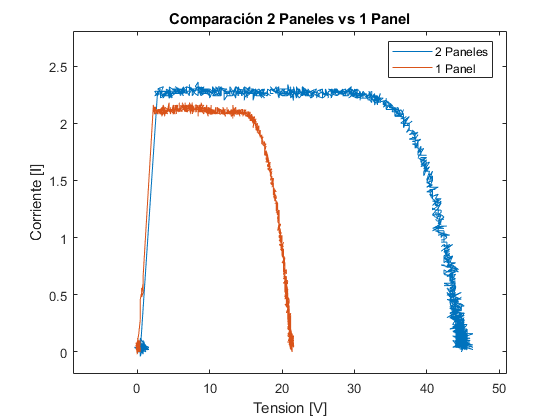 Comparación 2 Paneles vs 1 Panel
2 Paneles
1 Panel
2.5
2
1.5
1
0.5
0
Corriente [I]
0 10 20 30 40 50
Tension [V]